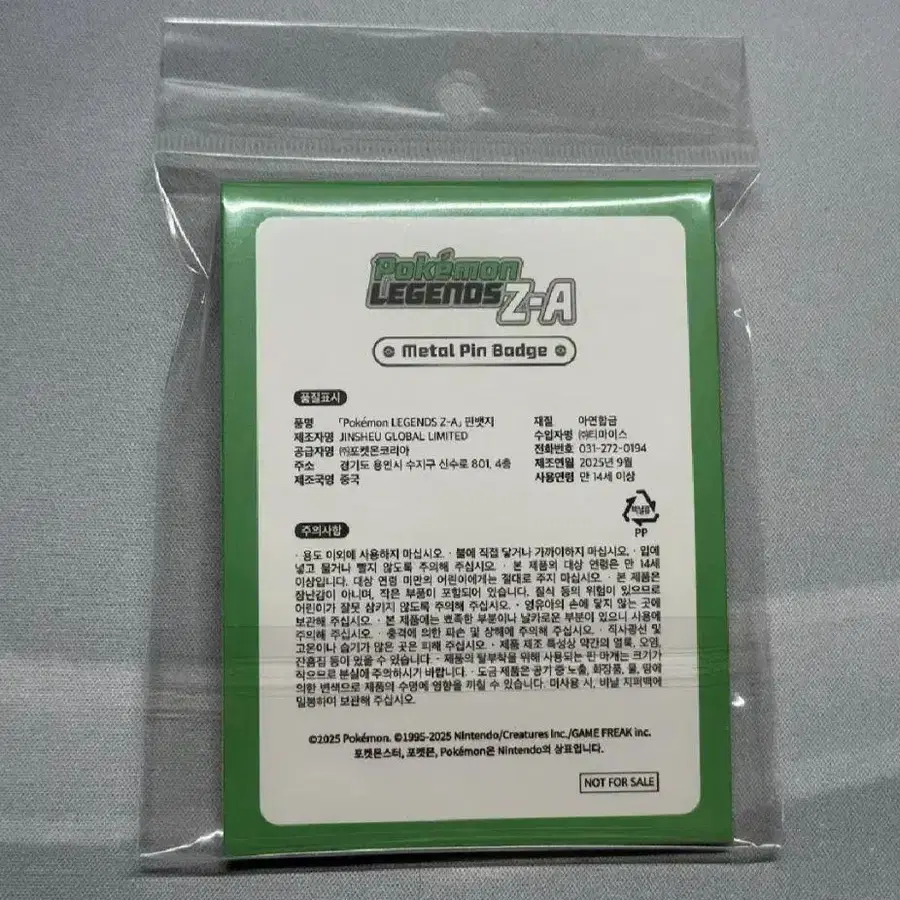 Pokémon
LEGENDS
Z-A
Metal Pin Badge
품질표시
품명 「Pokémon LEGENDS Z-A」 핀뱃지
제조자명 JINSHEU GLOBAL LIMITED
공급자명 ㈜포켓몬코리아
주소 경기도 용인시 수지구 신수로 801, 4층
제조국명 중국
재질 아연합금
수입자명 ㈜티마이스
전화번호 031-272-0194
제조연월 2025년 9월
사용연령 만 14세 이상
비닐류
PP
주의사항
· 용도 이외에 사용하지 마십시오. · 불에 직접 닿거나 가까이하지 마십시오. · 입에
넣고 물거나 빨지 않도록 주의해 주십시오. · 본 제품의 대상 연령은 만 14세
이상입니다. 대상 연령 미만의 어린이에게는 절대로 주지 마십시오. · 본 제품은
장난감이 아니며, 작은 부품이 포함되어 있습니다. 질식 등의 위험이 있으므로
어린이가 잘못 삼키지 않도록 주의해 주십시오. · 영유아의 손에 닿지 않는 곳에
보관해 주십시오. · 본 제품에는 뾰족한 부분이나 날카로운 부분이 있으니 사용에
주의해 주십시오. · 충격에 의한 파손 및 상해에 주의해 주십시오. · 직사광선 및
고온이나 습기가 많은 곳은 피해 주십시오. · 제품 제조 특성상 약간의 얼룩, 오염,
잔흠집 등이 있을 수 있습니다. · 제품의 탈부착을 위해 사용되는 핀 마개는 크기가
작으므로 분실에 주의하시기 바랍니다. · 도금 제품은 공기 중 노출, 화장품, 물, 땀에
의한 변색으로 제품의 수명에 영향을 끼칠 수 있습니다. 미사용 시, 비닐 지퍼백에
밀봉하여 보관해 주십시오.
©2025 Pokémon. ©1995-2025 Nintendo/Creatures Inc./GAME FREAK inc.
포켓몬스터, 포켓몬, Pokémon은 Nintendo의 상표입니다.
NOT FOR SALE